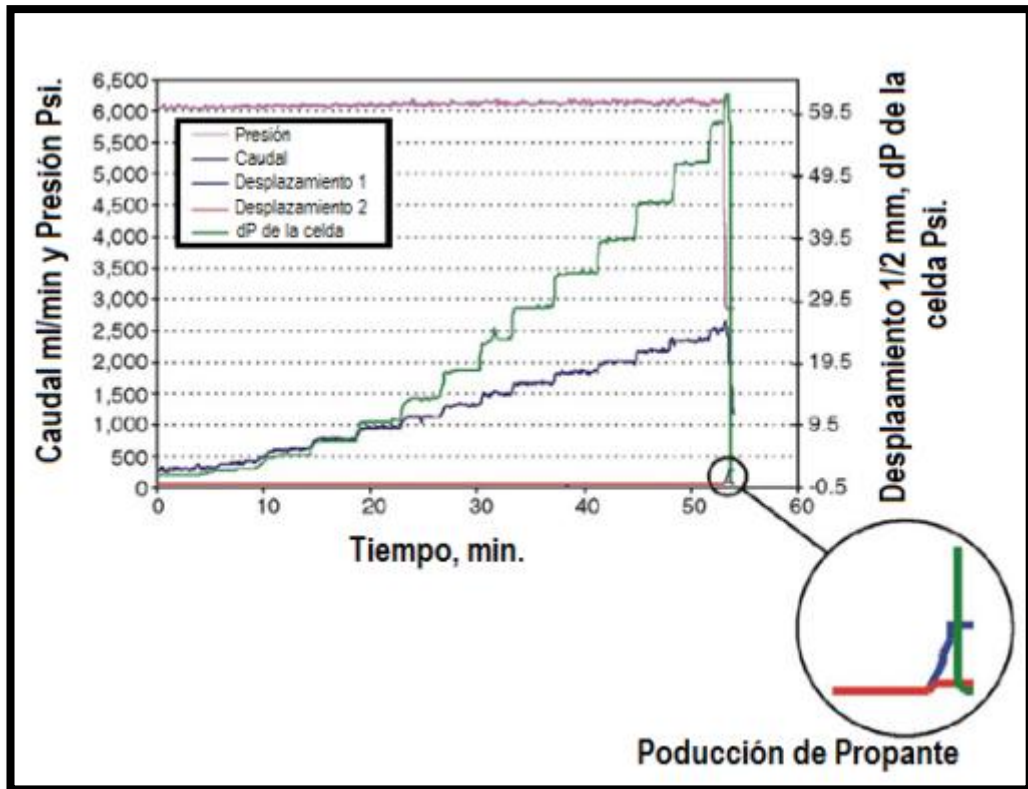 Caudal ml/min y Presión Psi.
6,500
6,000
5,500
5,000
4,500
4,000
3,500
3,000
2,500
2,000
1,500
1,000
500
0
Presión
Caudal
Desplazamiento 1
Desplazamiento 2
dP de la celda
59.5
49.5
39.5
29.5
19.5
9.5
-0.5
Desplaamiento 1/2 mm, dP de la
celda Psi.
0 10 20 30 40 50 60
Tiempo, min.
Poducción de Propante